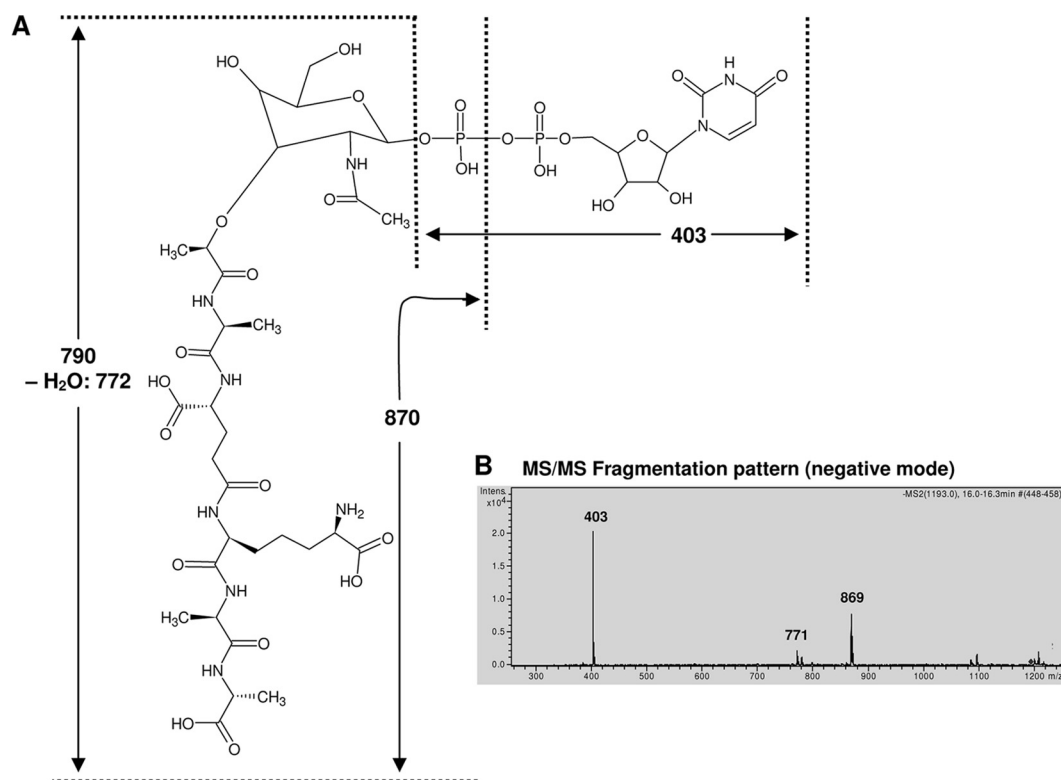 A
OH
HO
O
O
O
H
N
O
O
P
O
P
O
O
N
NH
OH
OH
O
HO
OH
CH₃
O
403
H₃C
O
HN
CH₃
790
– H₂O: 772
O
NH
HO
O
870
O
HN
NH₂
O
O
HO
NH
H₃C
O
HN
CH₃
HO
O
B MS/MS Fragmentation pattern (negative mode)
Intens.
x10⁴
-MS2(1193.0), 16.0-16.3min #(448-458)
403
2.0
1.5
1.0
869
0.5
771
0.0
300 400 500 600 700 800 900 1000 1100 1200 m/z